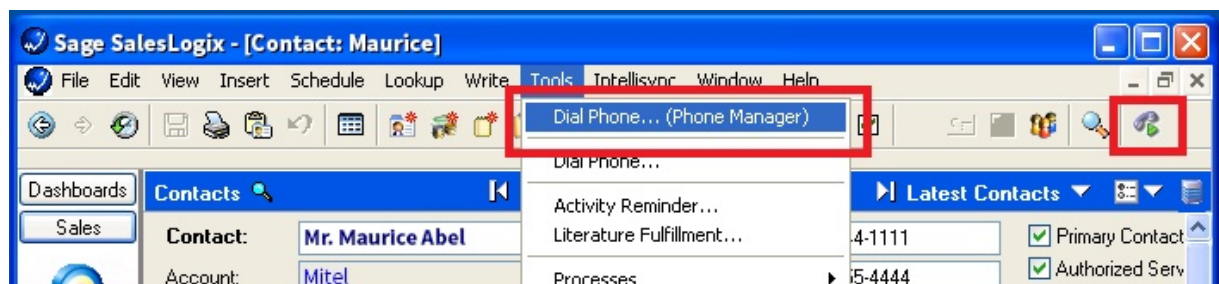 Sage SalesLogix - [Contact: Maurice]
File Edit View Insert Schedule Lookup Write Tools Intellisync Window Help
Dial Phone... (Phone Manager)
Dial Phone...
Dashboards Contacts Latest Contacts
Activity Reminder...
Sales Contact: Mr. Maurice Abel Literature Fulfillment... 4-1111 Primary Contact
Account: Mitel Processes 55-4444 Authorized Serv